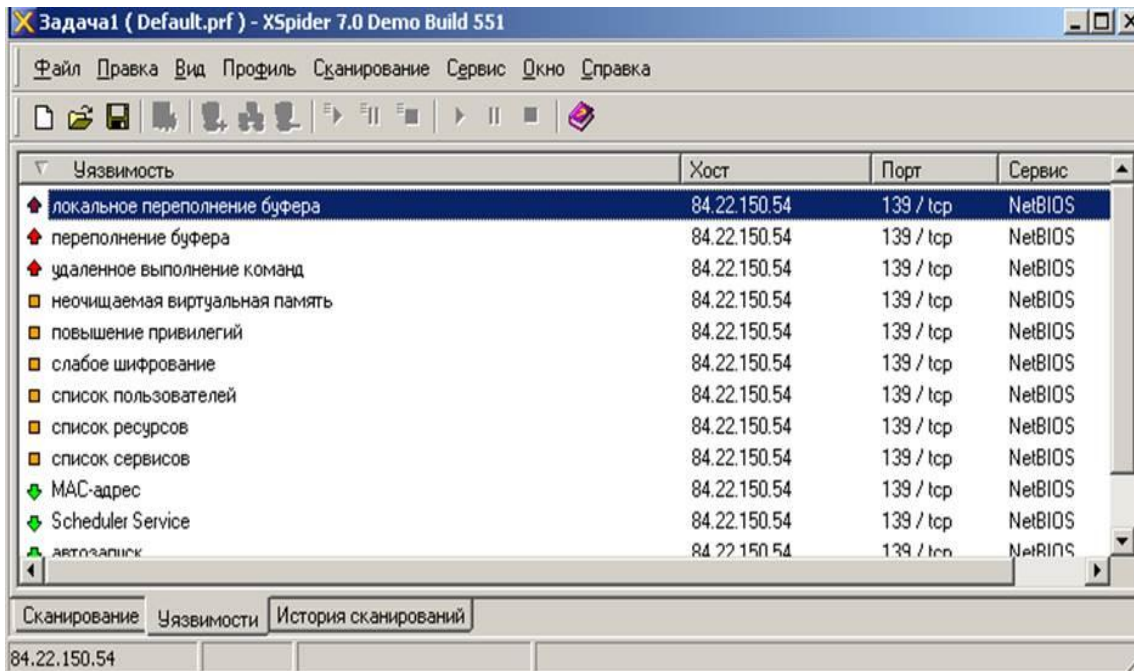 Задача1 ( Default.prf ) - XSpider 7.0 Demo Build 551
Файл Правка Вид Профиль Сканирование Сервис Окно Справка
Уязвимость Хост Порт Сервис
локальное переполнение буфера 84.22.150.54 139 / tcp NetBIOS
переполнение буфера 84.22.150.54 139 / tcp NetBIOS
удаленное выполнение команд 84.22.150.54 139 / tcp NetBIOS
неочищаемая виртуальная память 84.22.150.54 139 / tcp NetBIOS
повышение привилегий 84.22.150.54 139 / tcp NetBIOS
слабое шифрование 84.22.150.54 139 / tcp NetBIOS
список пользователей 84.22.150.54 139 / tcp NetBIOS
список ресурсов 84.22.150.54 139 / tcp NetBIOS
список сервисов 84.22.150.54 139 / tcp NetBIOS
MAC-адрес 84.22.150.54 139 / tcp NetBIOS
Scheduler Service 84.22.150.54 139 / tcp NetBIOS
автозапуск 84.22.150.54 139 / tcp NetBIOS
Сканирование Уязвимости История сканирований
84.22.150.54